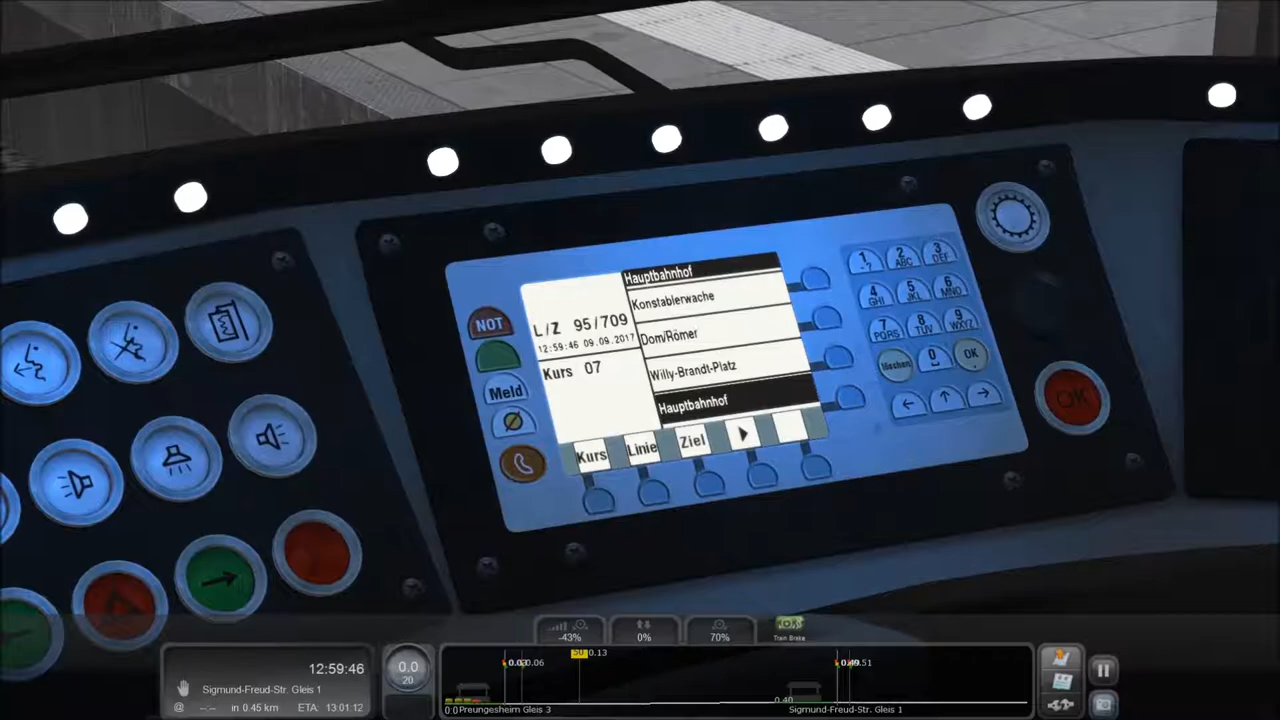 Hauptbahnhof
L/Z 95/709
12:59:46 09.09.2017
Kurs 07
Konstablerwache
Dom/Römer
Willy-Brandt-Platz
Hauptbahnhof
Kurs
Linie
Ziel
NOT
Meld
1
2 ABC
3 DEF
4 GHI
5 JKL
6 MNO
7 PQRS
8 TUV
9 WXYZ
löschen
0
OK
OK
-43%
0%
70%
Train Brake
12:59:46
Sigmund-Freud-Str. Gleis 1
@ --.-- in 0.45 km ETA: 13:01:12
0.0
20
50 0.13
0.06
0.51
0.40
Preungesheim Gleis 3
Sigmund-Freud-Str. Gleis 1